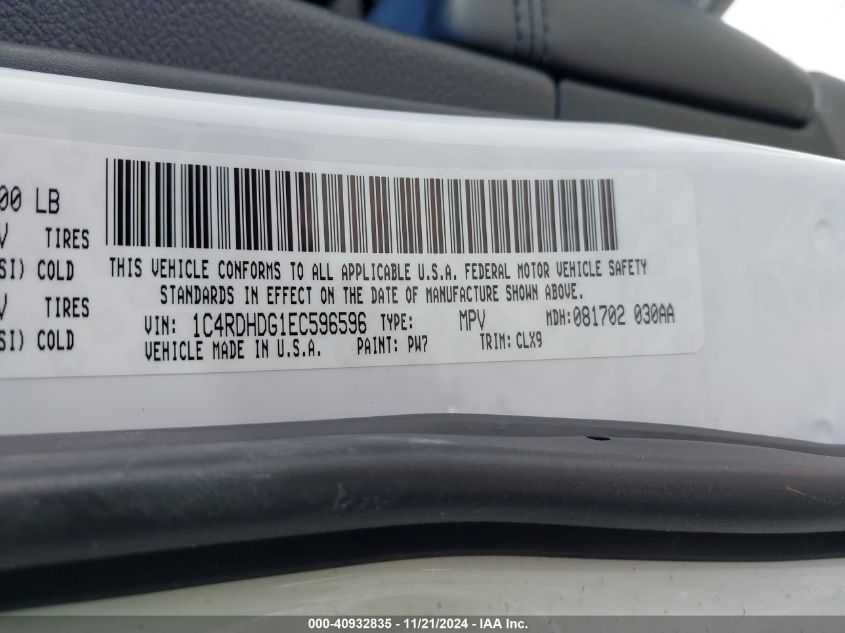 00 LB
TIRES
SI) COLD
TIRES
SI) COLD
THIS VEHICLE CONFORMS TO ALL APPLICABLE U.S.A. FEDERAL MOTOR VEHICLE SAFETY
STANDARDS IN EFFECT ON THE DATE OF MANUFACTURE SHOWN ABOVE.
VIN: 1C4RDHDG1EC596596 TYPE: MPV MDH:081702 030AA
VEHICLE MADE IN U.S.A. PAINT: PW7 TRIM:CLX9
000-40932835 - 11/21/2024 - IAA Inc.